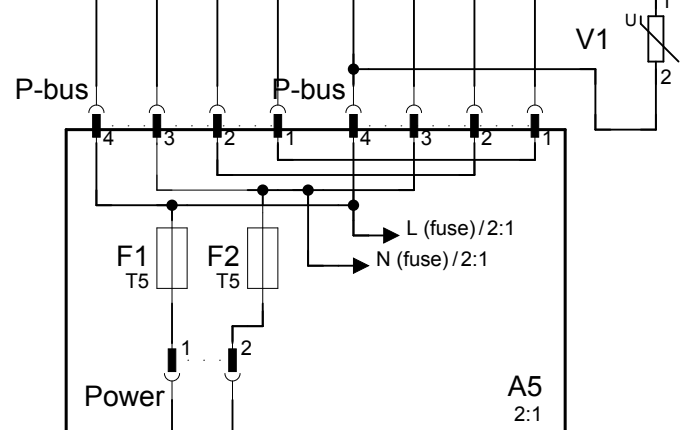 1
U
V1
2
P-bus
P-bus
4
3
2
1
4
3
2
1
L (fuse)/2:1
N (fuse)/2:1
F1
T5
F2
T5
1
2
Power
A5
2:1